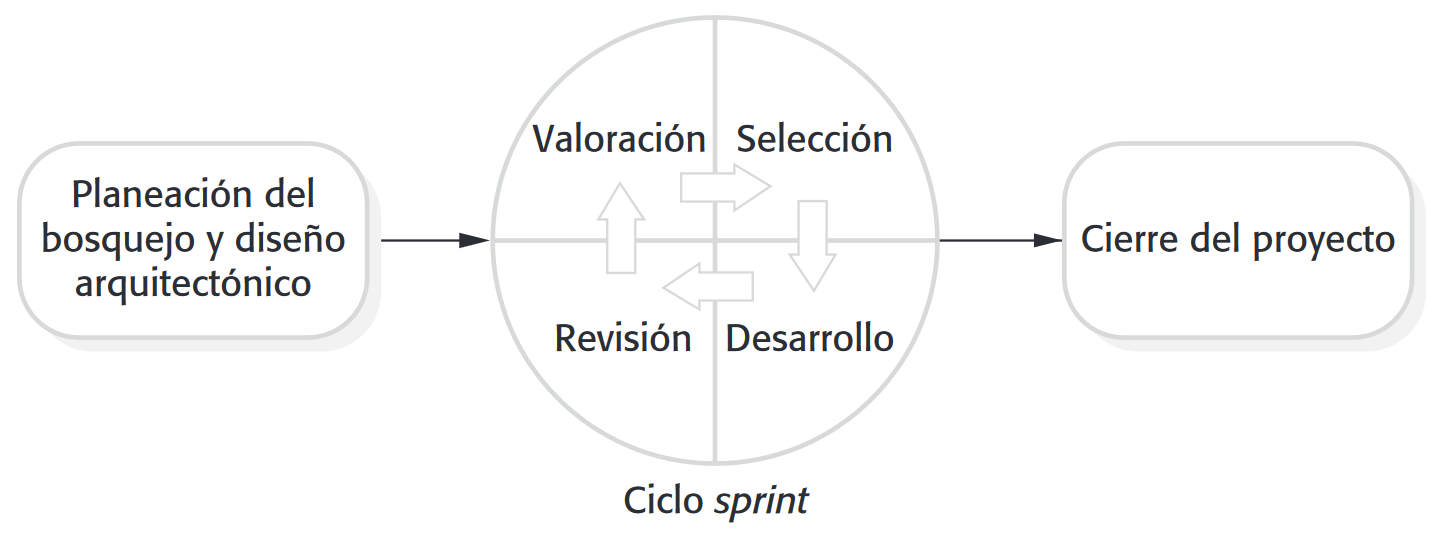 Planeación del
bosquejo y diseño
arquitectónico
Valoración
Selección
Revisión
Desarrollo
Ciclo sprint
Cierre del proyecto